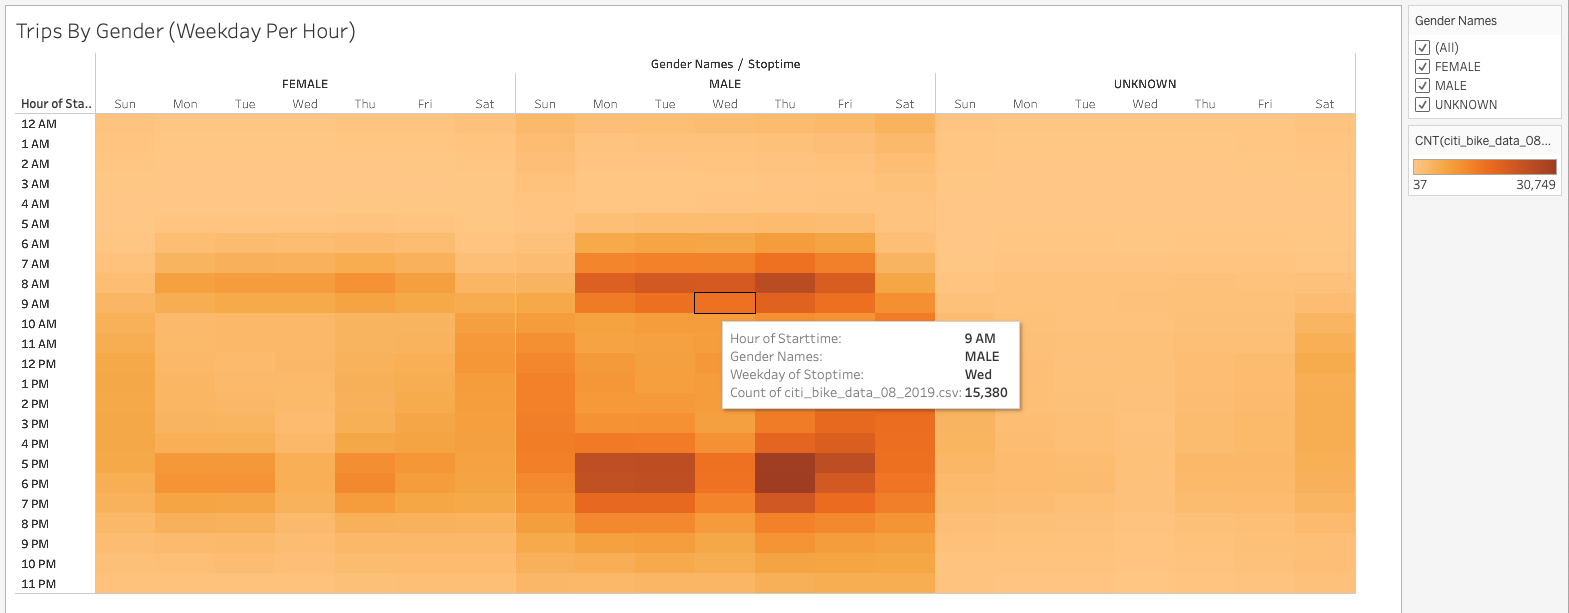 Trips By Gender (Weekday Per Hour)
Gender Names / Stoptime
FEMALE MALE UNKNOWN
Hour of Sta.. Sun Mon Tue Wed Thu Fri Sat Sun Mon Tue Wed Thu Fri Sat Sun Mon Tue Wed Thu Fri Sat
12 AM
1 AM
2 AM
3 AM
4 AM
5 AM
6 AM
7 AM
8 AM
9 AM
10 AM
11 AM
12 PM
1 PM
2 PM
3 PM
4 PM
5 PM
6 PM
7 PM
8 PM
9 PM
10 PM
11 PM
Hour of Starttime: 9 AM
Gender Names: MALE
Weekday of Stoptime: Wed
Count of citi_bike_data_08_2019.csv: 15,380
Gender Names
(All)
FEMALE
MALE
UNKNOWN
CNT(citi_bike_data_08...
37 30,749